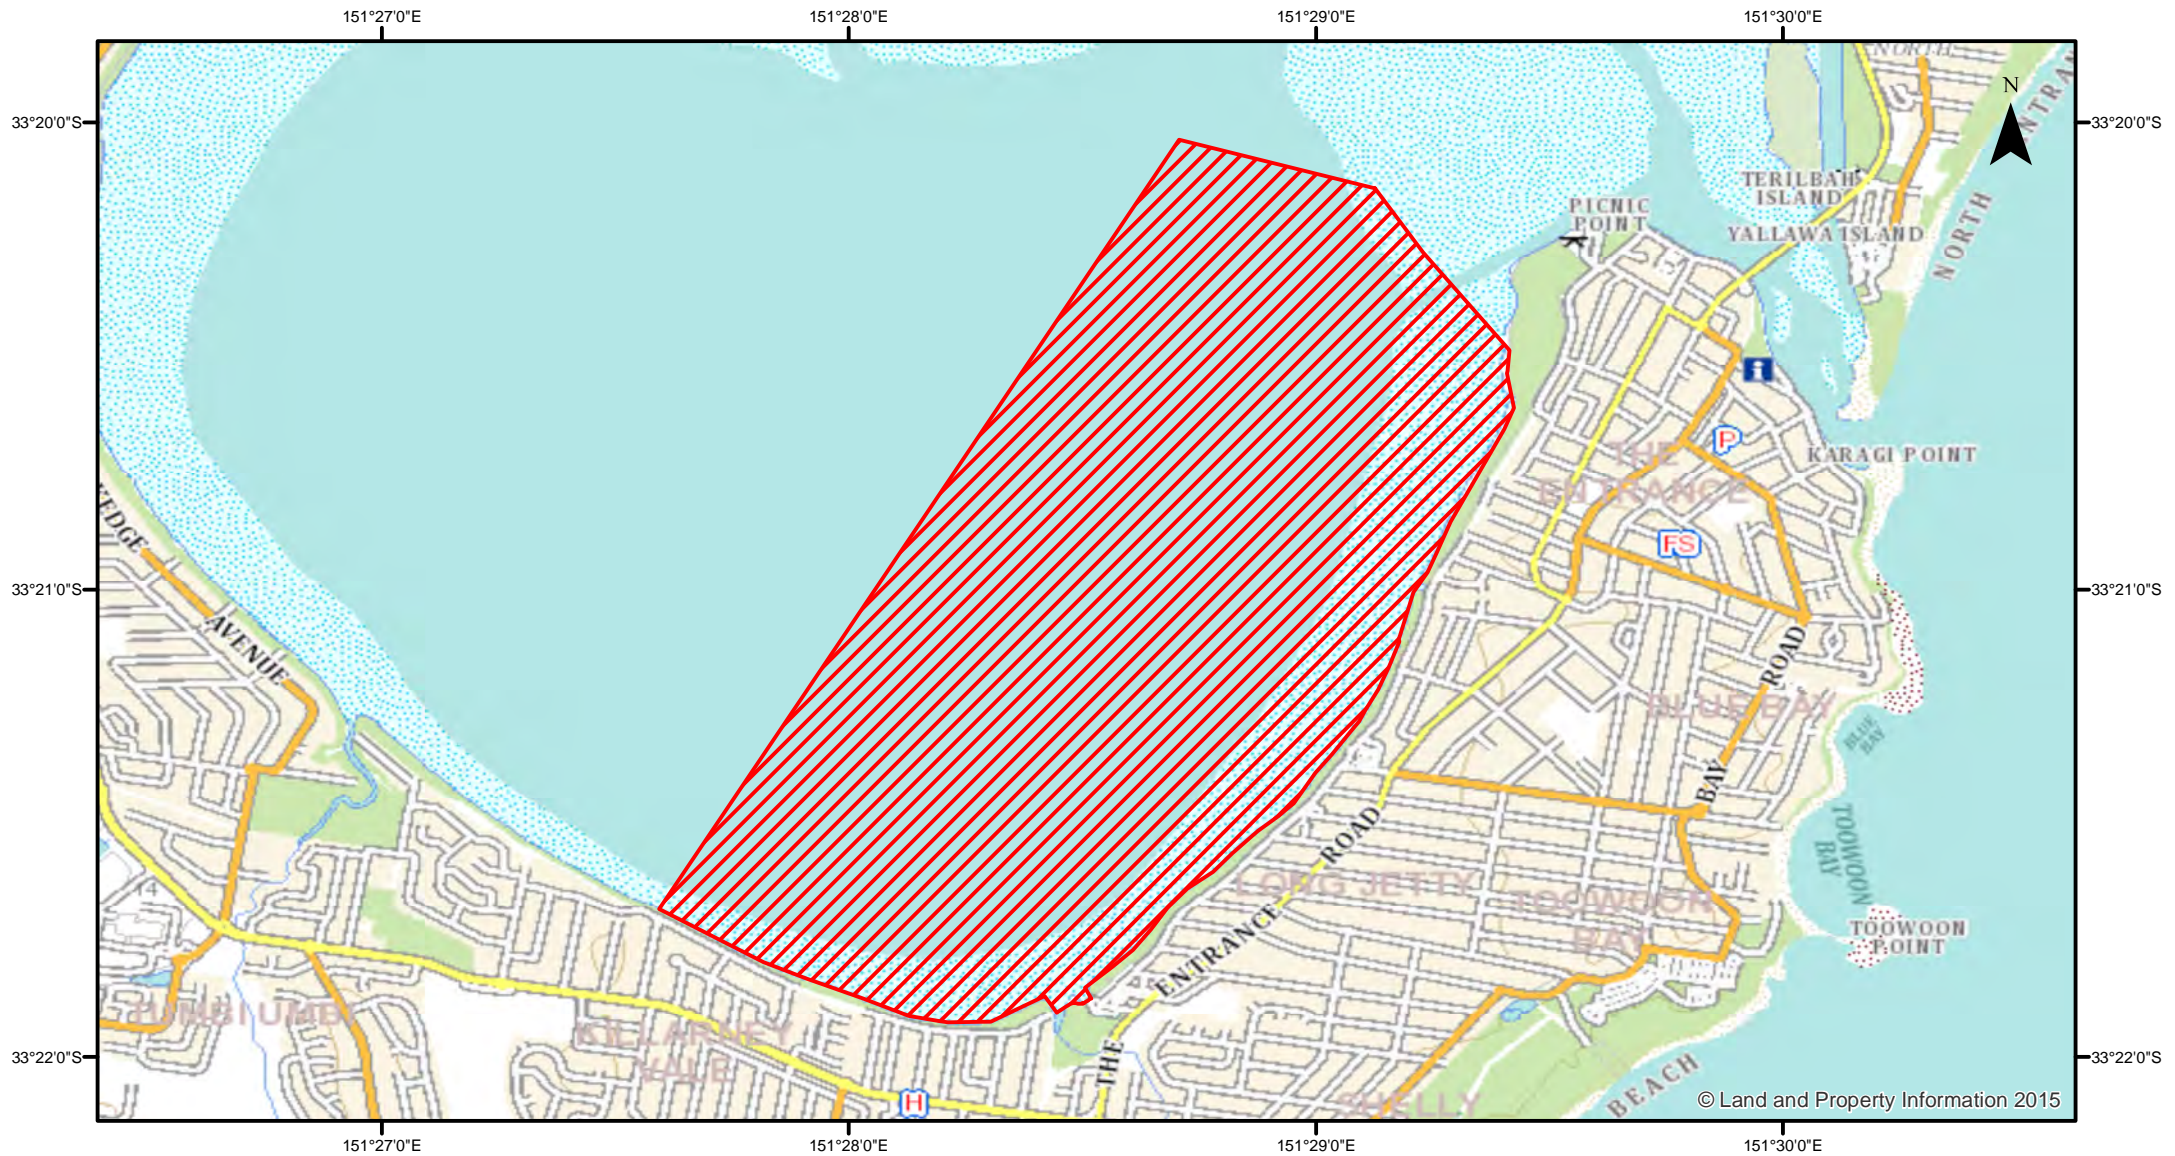 151°27'0"E
151°28'0"E
151°29'0"E
151°30'0"E
33°20'0"S
33°20'0"S
NORTH
N
TERILBAH
ISLAND
PICNIC
POINT
YALLAWA ISLAND
NORTH
P
KARAGI POINT
THE
ENTRANCE
FS
33°21'0"S
33°21'0"S
AVENUE
ROAD
BLUE BAY
BLUE
BAY
BAY
TOOWOON
BAY
ROAD
LONG JETTY
TOOWOON
BAY
14
ENTRANCE
TOOWOON
POINT
KILLARNEY
VALE
THE
33°22'0"S
33°22'0"S
H
SHELLY
BEACH
© Land and Property Information 2015
151°27'0"E
151°28'0"E
151°29'0"E
151°30'0"E